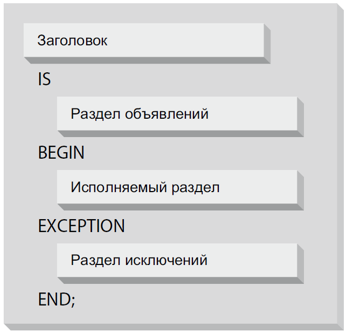 Заголовок
IS
Раздел объявлений
BEGIN
Исполняемый раздел
EXCEPTION
Раздел исключений
END;